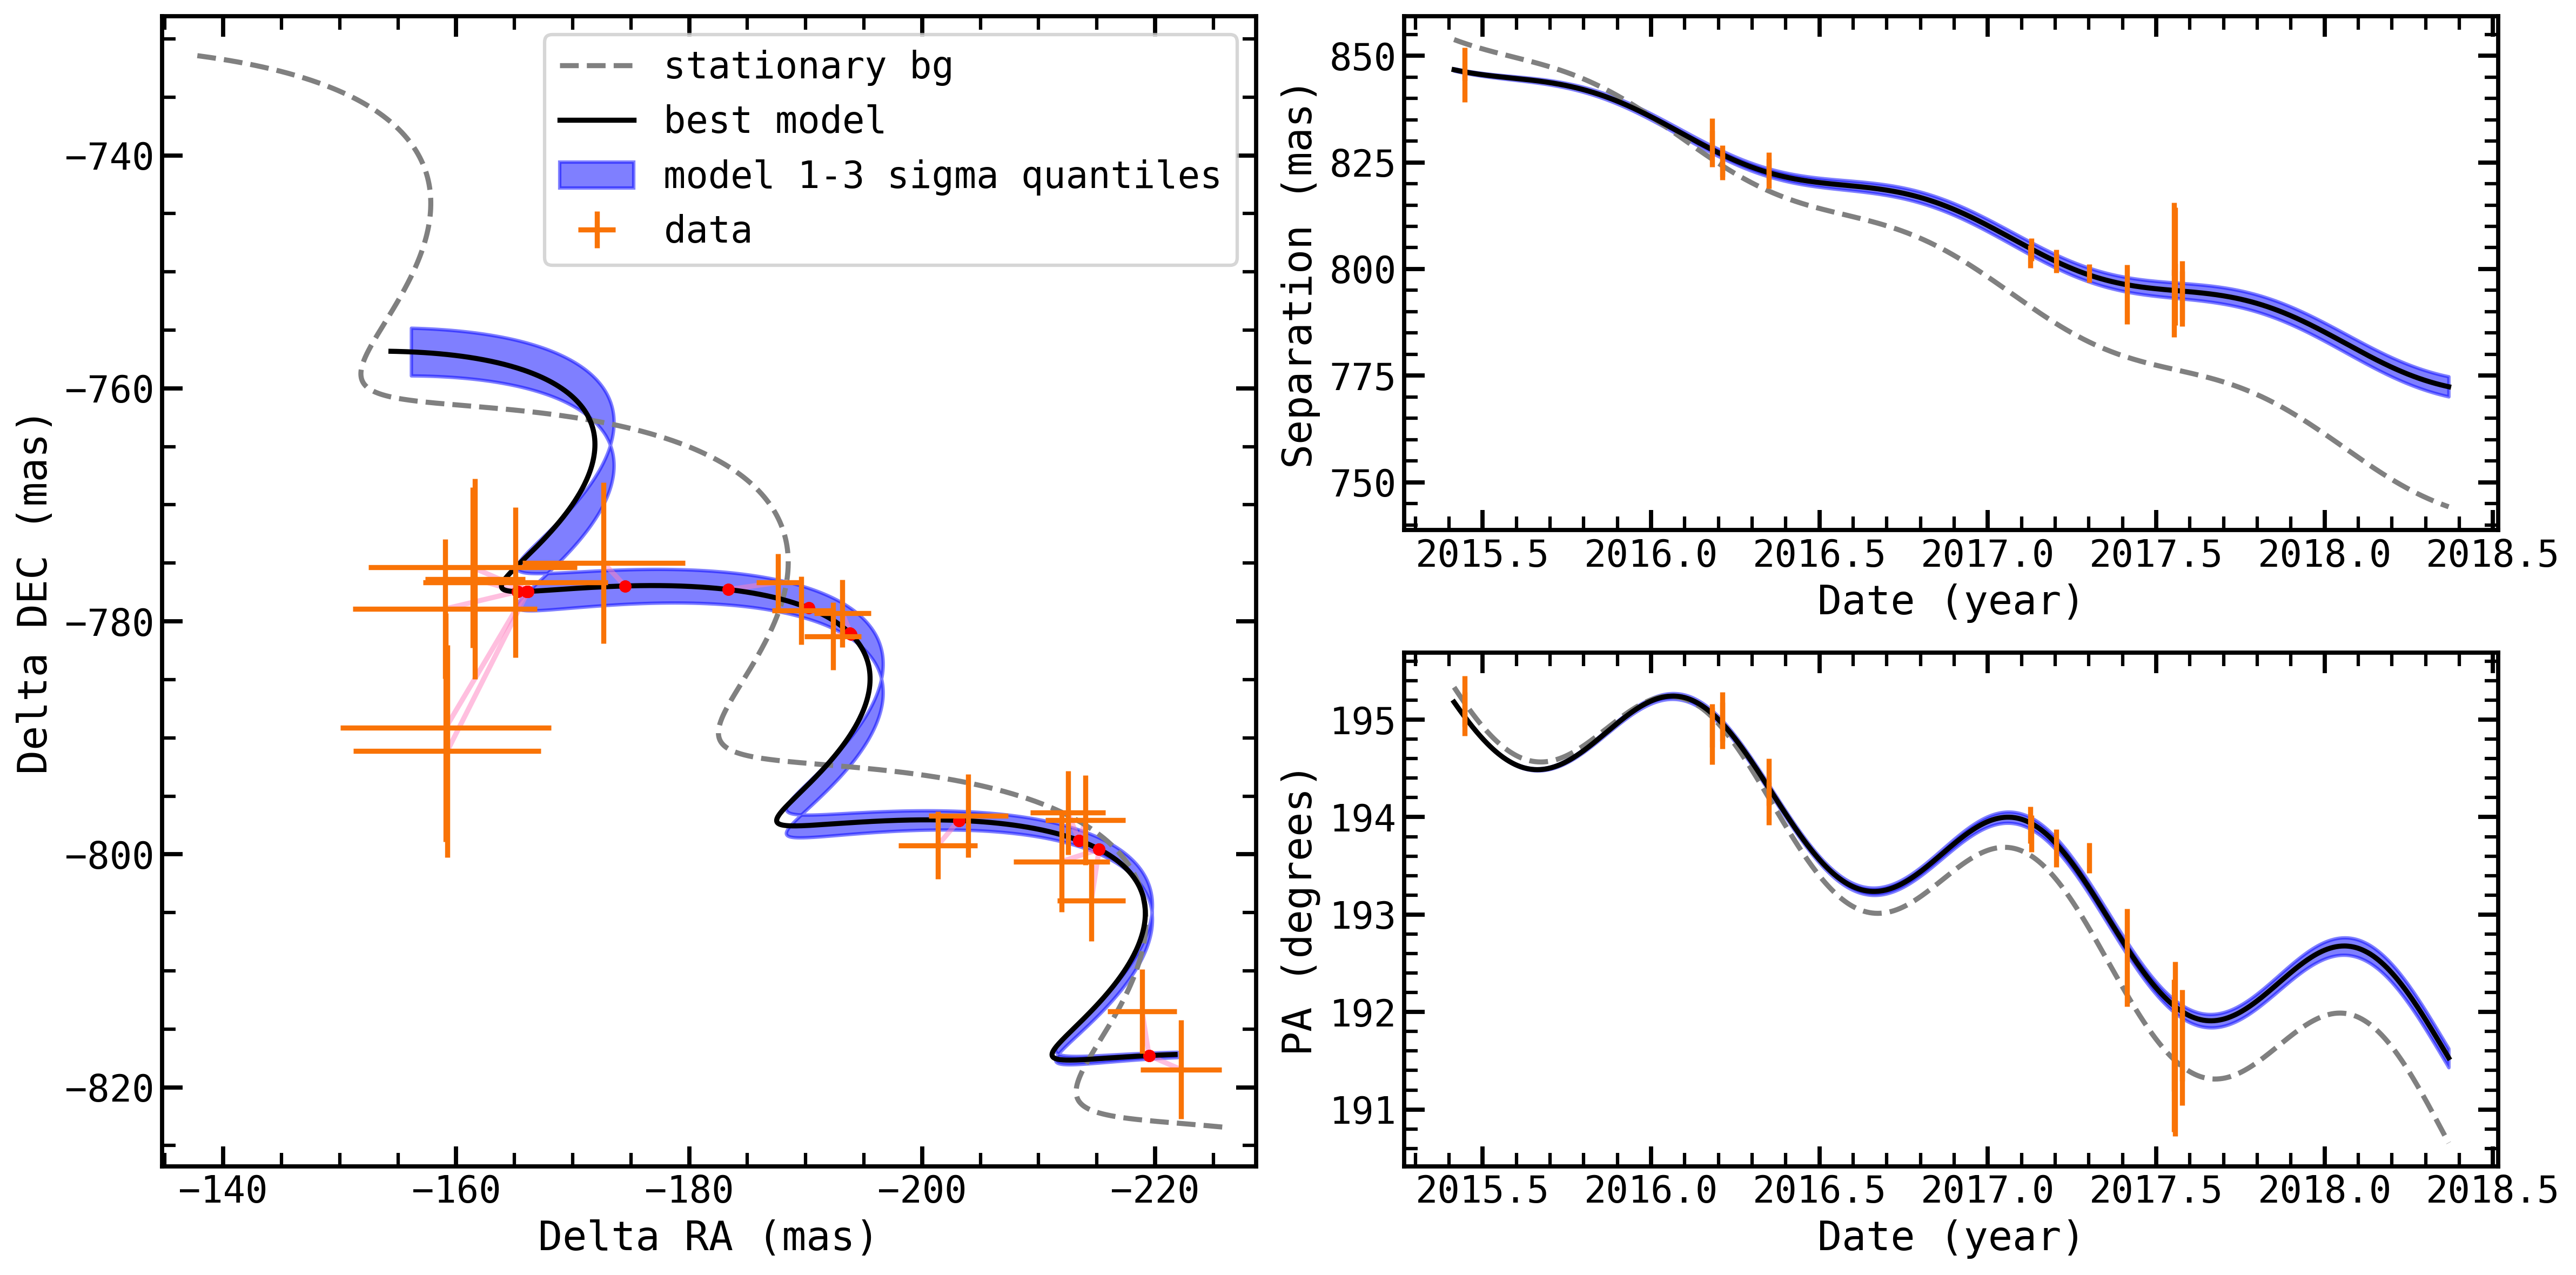 stationary bg
best model
model 1-3 sigma quantiles
data
−740
−760
−780
−800
−820
Delta DEC (mas)
−140 −160 −180 −200 −220
Delta RA (mas)
850
825
800
775
750
Separation (mas)
2015.5 2016.0 2016.5 2017.0 2017.5 2018.0 2018.5
Date (year)
195
194
193
192
191
PA (degrees)
2015.5 2016.0 2016.5 2017.0 2017.5 2018.0 2018.5
Date (year)